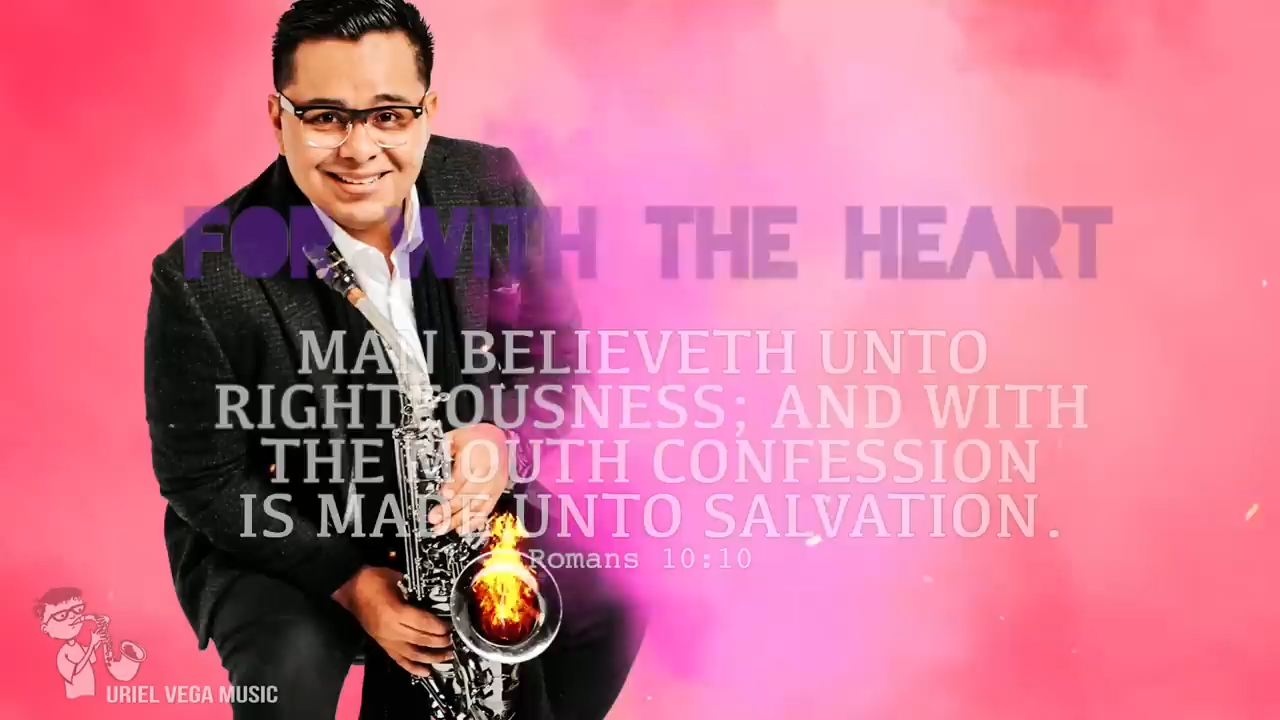 FOR WITH THE HEART
MAN BELIEVETH UNTO
RIGHTEOUSNESS; AND WITH
THE MOUTH CONFESSION
IS MADE UNTO SALVATION.
Romans 10:10
URIEL VEGA MUSIC